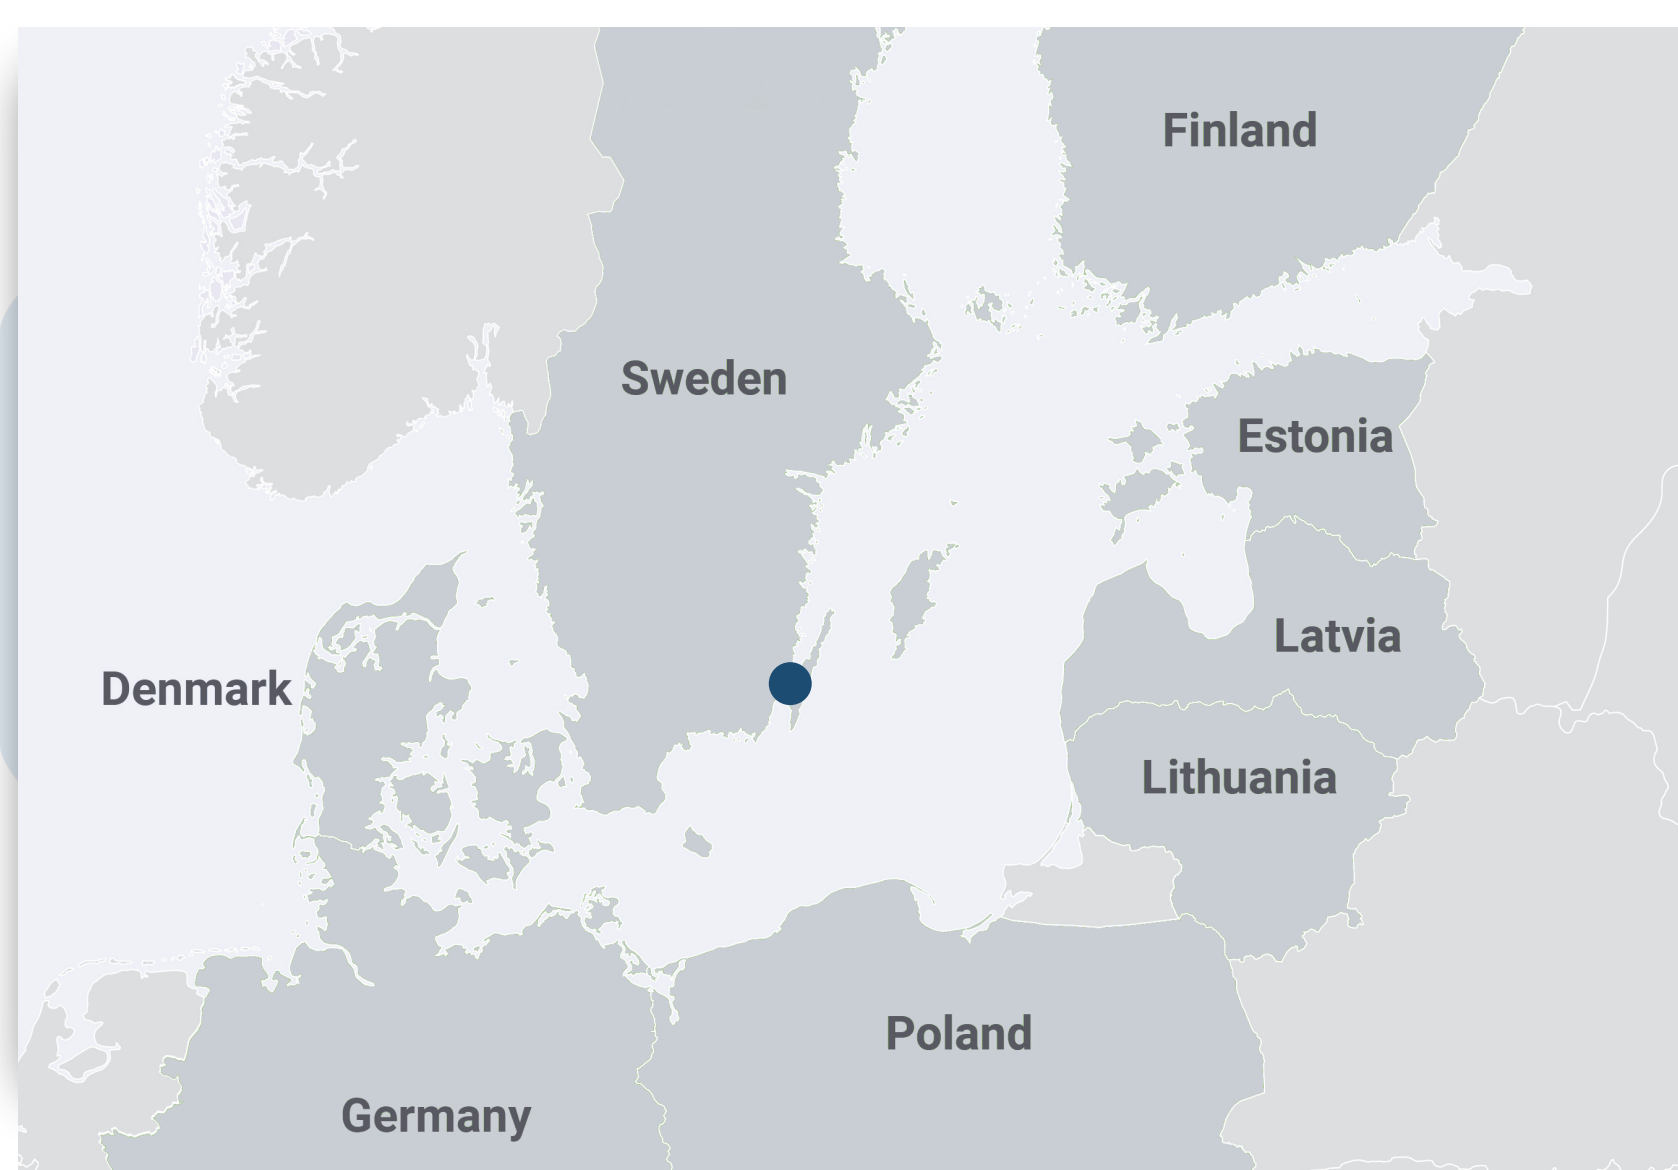 Finland
Sweden
Estonia
Latvia
Denmark
Lithuania
Poland
Germany